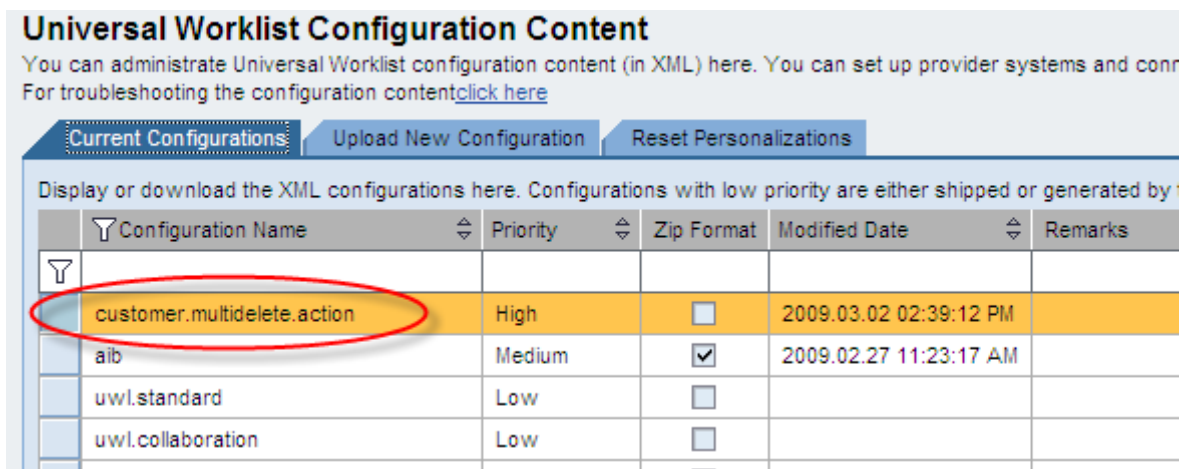 Universal Worklist Configuration Content
You can administrate Universal Worklist configuration content (in XML) here. You can set up provider systems and
For troubleshooting the configuration contentclick here
Current Configurations Upload New Configuration Reset Personalizations
Display or download the XML configurations here. Configurations with low priority are either shipped or generated by
Configuration Name Priority Zip Format Modified Date Remarks
customer.multidelete.action High 2009.03.02 02:39:12 PM
aib Medium 2009.02.27 11:23:17 AM
uwl.standard Low
uwl.collaboration Low